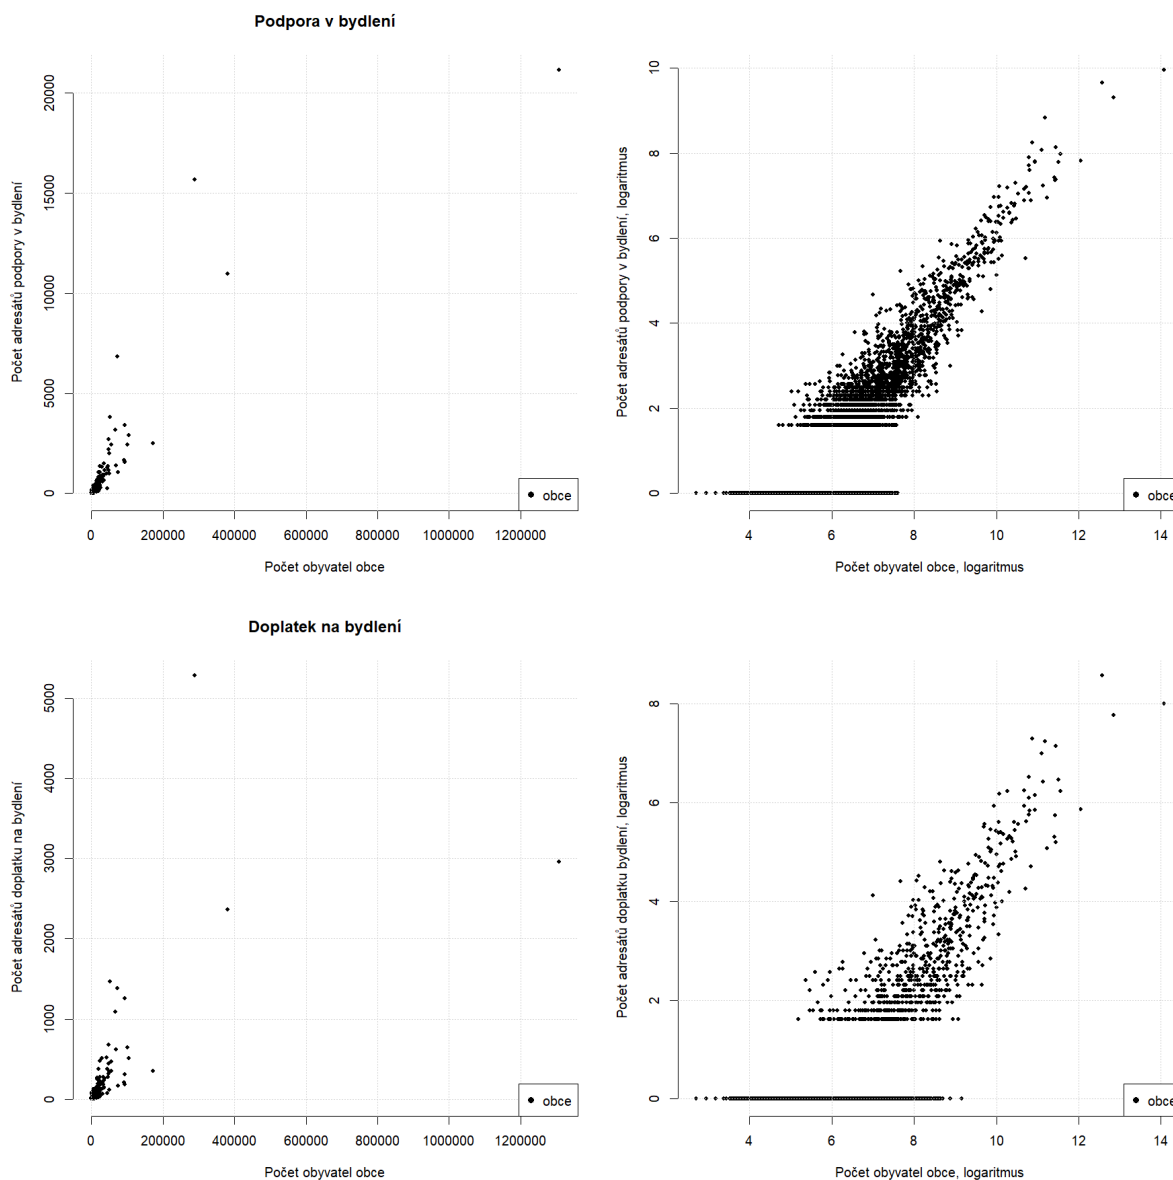 Podpora v bydlení
Počet adresátů podpory v bydlení
20000
15000
10000
5000
0
0 200000 400000 600000 800000 1000000 1200000
Počet obyvatel obce
obce
Počet adresátů podpory v bydlení, logaritmus
10
8
6
4
2
0
4 6 8 10 12 14
Počet obyvatel obce, logaritmus
obce
Doplatek na bydlení
Počet adresátů doplatku na bydlení
5000
4000
3000
2000
1000
0
0 200000 400000 600000 800000 1000000 1200000
Počet obyvatel obce
obce
Počet adresátů doplatku bydlení, logaritmus
8
6
4
2
0
4 6 8 10 12 14
Počet obyvatel obce, logaritmus
obce